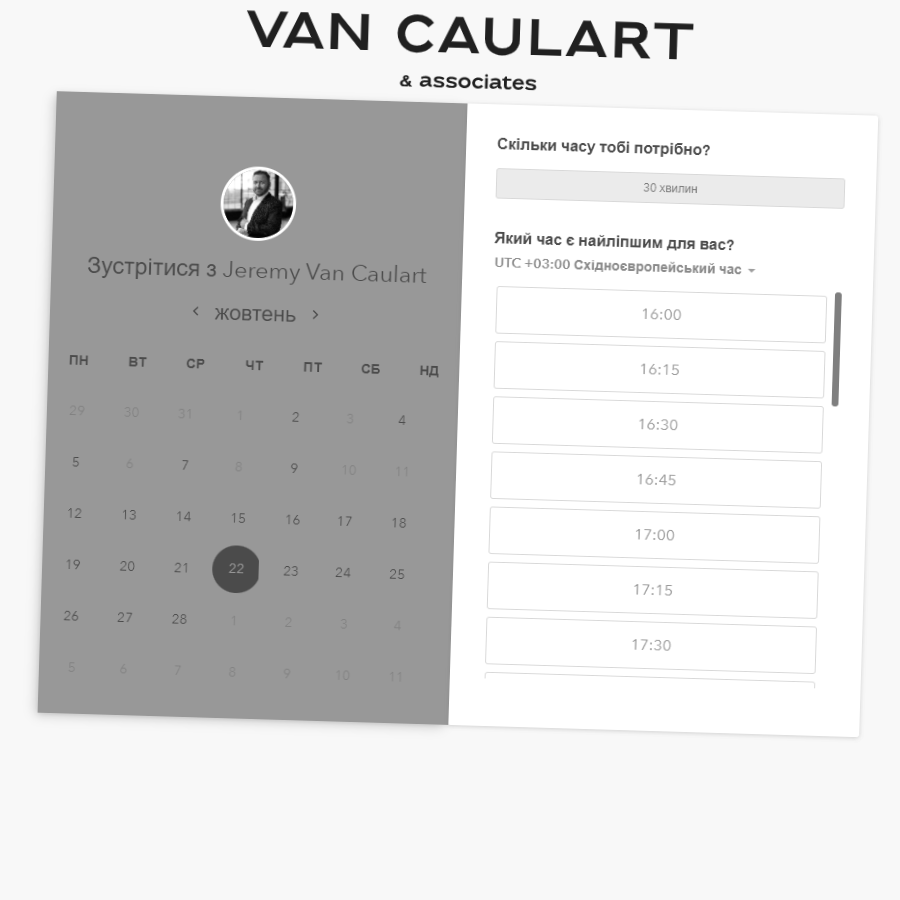 VAN CAULART
& associates
Зустрітися з Jeremy Van Caulart
жовтень
ПН ВТ СР ЧТ ПТ СБ НД
29 30 31 1 2 3 4
5 6 7 8 9 10 11
12 13 14 15 16 17 18
19 20 21 22 23 24 25
26 27 28 1 2 3 4
5 6 7 8 9 10 11
Скільки часу тобі потрібно?
30 хвилин
Який час є найліпшим для вас?
UTC +03:00 Східноєвропейський час
16:00
16:15
16:30
16:45
17:00
17:15
17:30